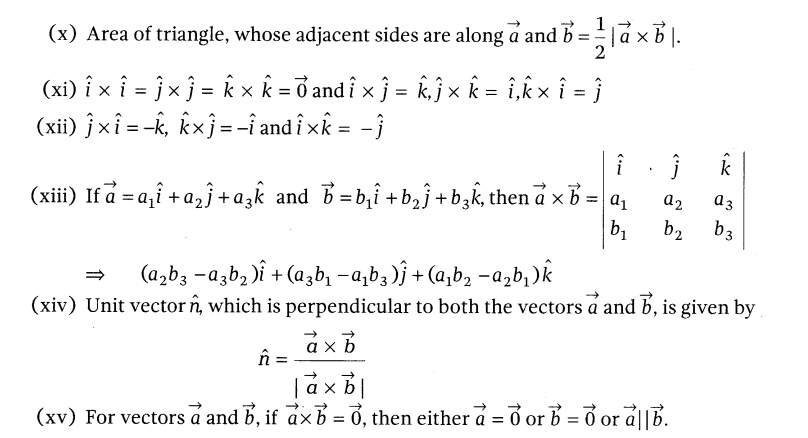 (x) Area of triangle, whose adjacent sides are along a⃗ and b⃗ = 1/2 | a⃗ × b⃗ |.
(xi) î × î = ĵ × ĵ = k̂ × k̂ = 0⃗ and î × ĵ = k̂, ĵ × k̂ = î, k̂ × î = ĵ
(xii) ĵ × î = –k̂, k̂ × ĵ = –î and î × k̂ = –ĵ
(xiii) If a⃗ = a₁î + a₂ĵ + a₃k̂ and b⃗ = b₁î + b₂ĵ + b₃k̂, then a⃗ × b⃗ = | î ĵ k̂ |
| a₁ a₂ a₃ |
| b₁ b₂ b₃ |
⇒ (a₂b₃ – a₃b₂)î + (a₃b₁ – a₁b₃)ĵ + (a₁b₂ – a₂b₁)k̂
(xiv) Unit vector n̂, which is perpendicular to both the vectors a⃗ and b⃗, is given by
n̂ = a⃗ × b⃗ / | a⃗ × b⃗ |
(xv) For vectors a⃗ and b⃗, if a⃗ × b⃗ = 0⃗, then either a⃗ = 0⃗ or b⃗ = 0⃗ or a⃗ || b⃗.